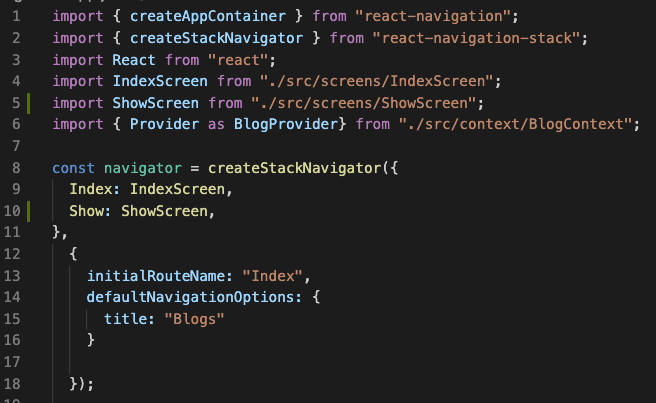 1 import { createAppContainer } from "react-navigation";
2 import { createStackNavigator } from "react-navigation-stack";
3 import React from "react";
4 import IndexScreen from "./src/screens/IndexScreen";
5 import ShowScreen from "./src/screens/ShowScreen";
6 import { Provider as BlogProvider} from "./src/context/BlogContext";
7
8 const navigator = createStackNavigator({
9 Index: IndexScreen,
10 Show: ShowScreen,
11 },
12 {
13 initialRouteName: "Index",
14 defaultNavigationOptions: {
15 title: "Blogs"
16 }
17
18 });